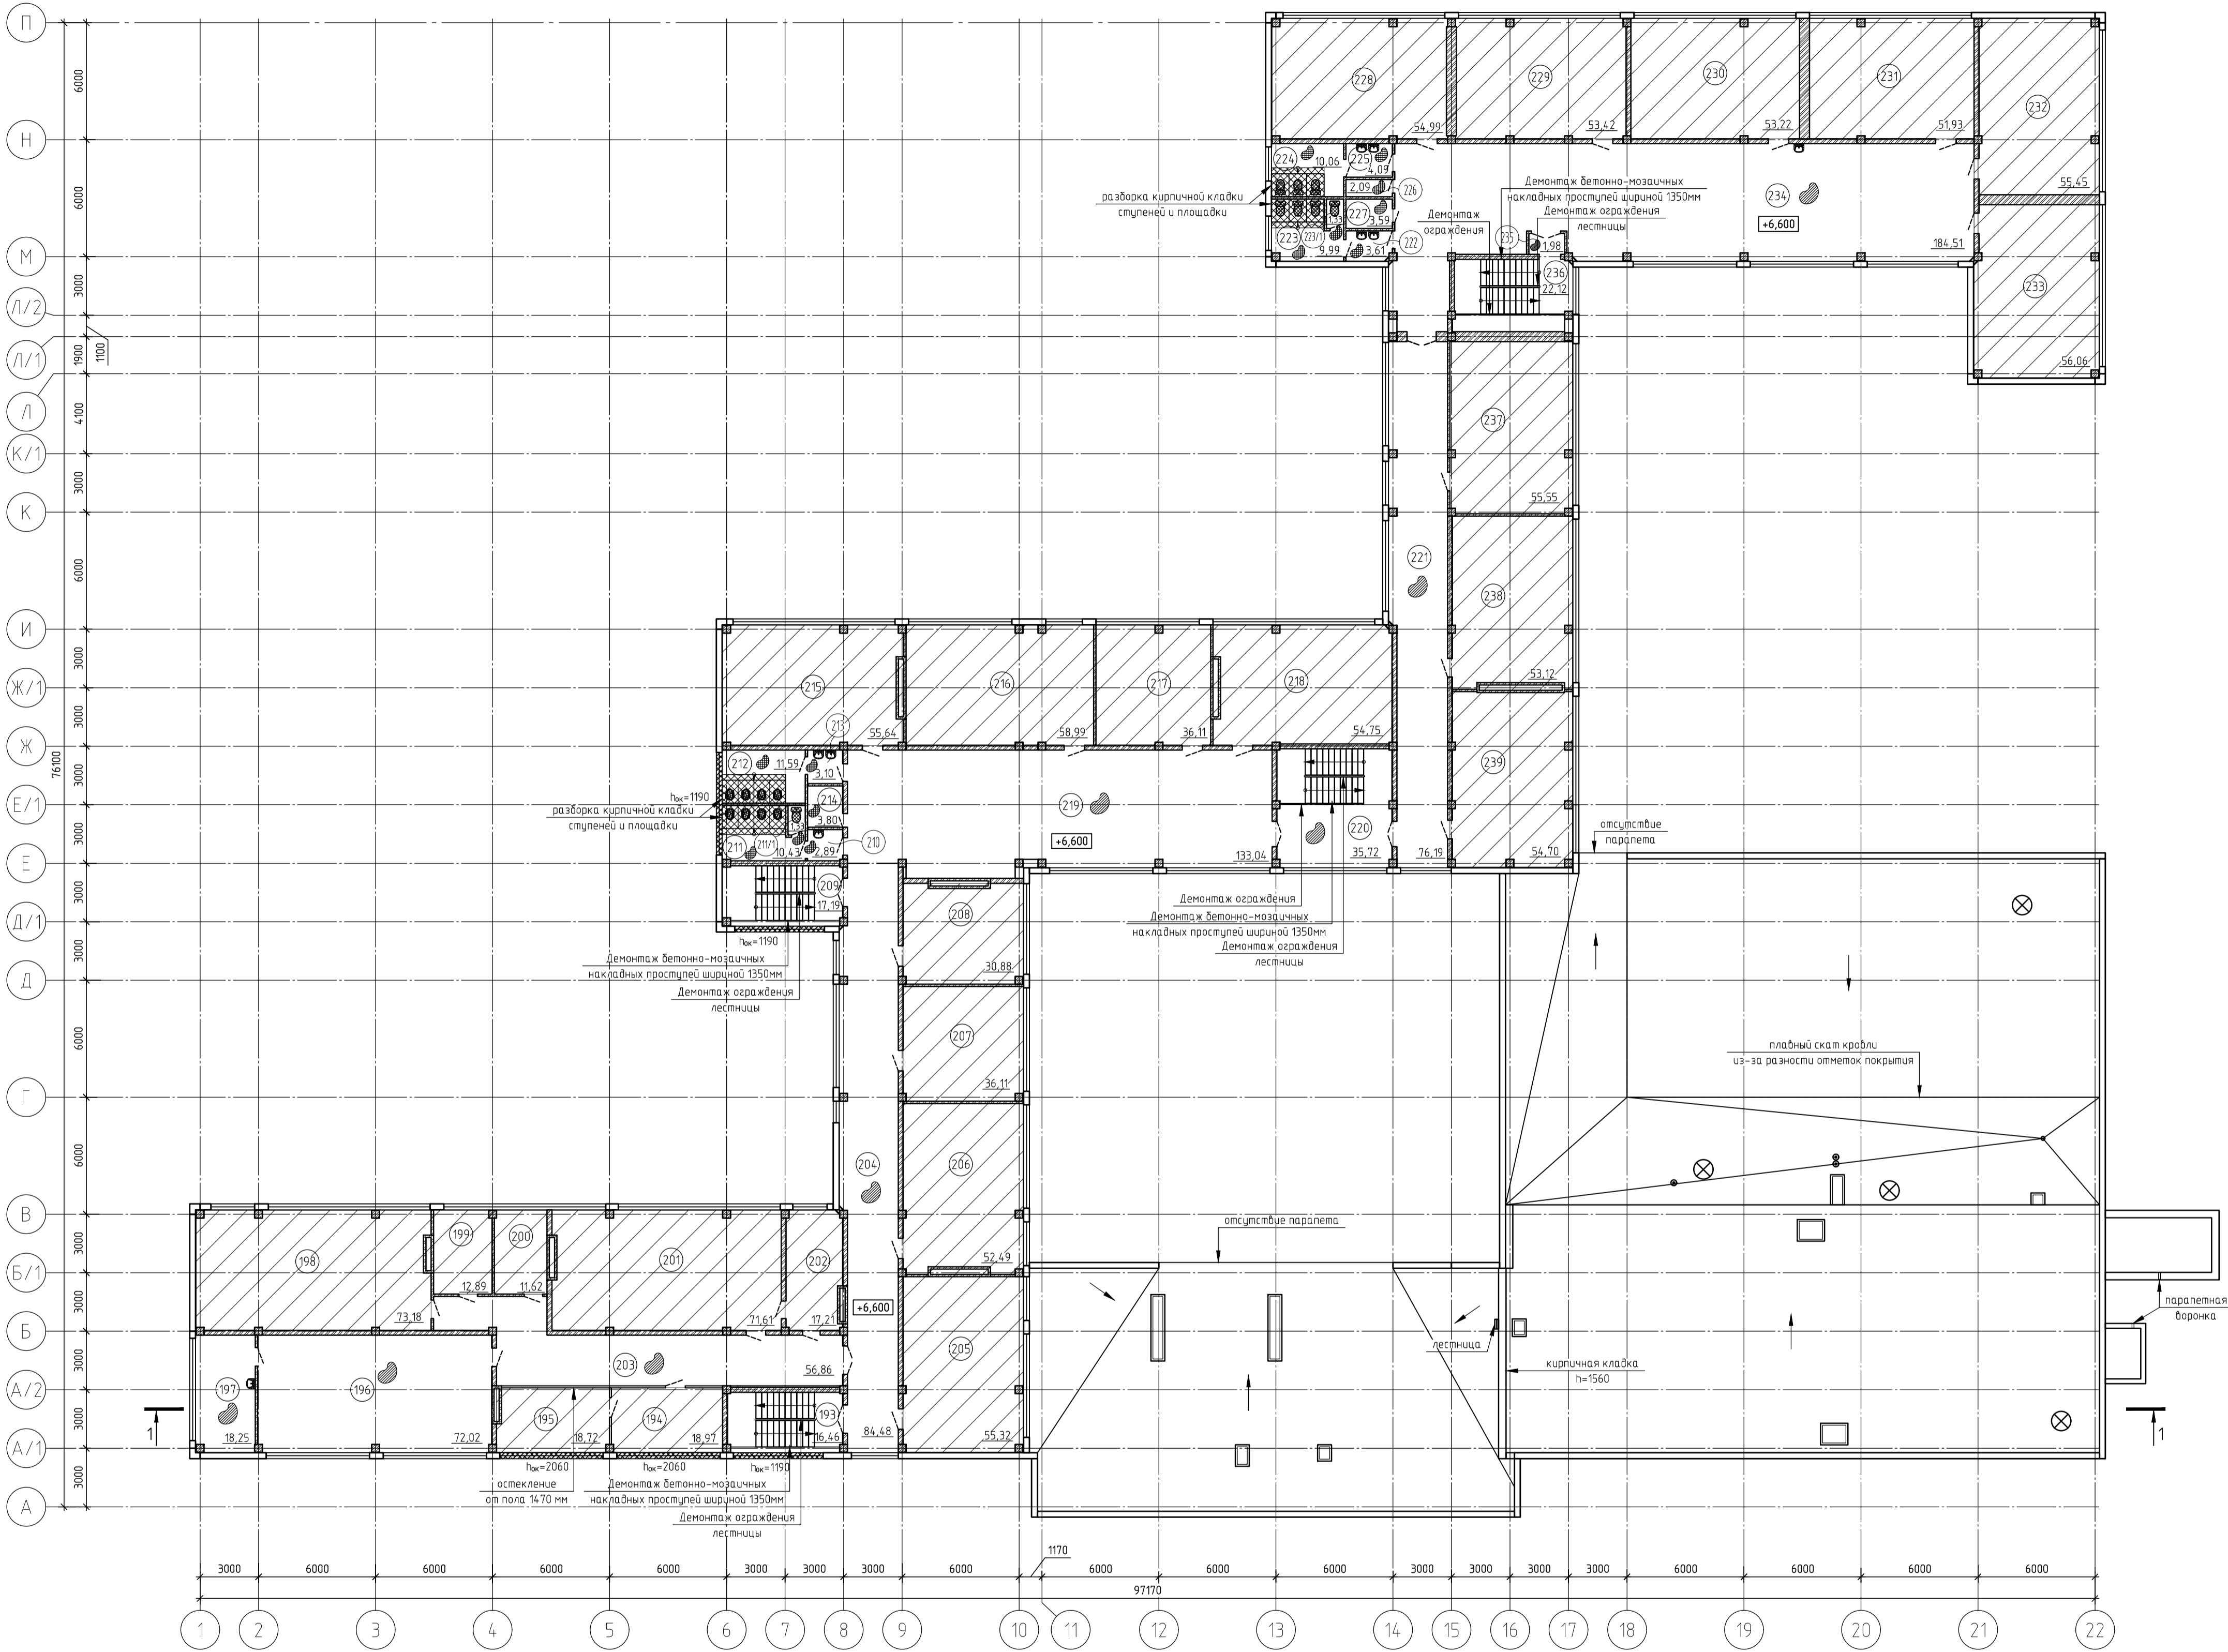 П
Н
М
Л/2
Л/1
Л
К/1
К
И
Ж/1
Ж
Е/1
Е
Д/1
Д
Г
В
Б/1
Б
А/2
А/1
А
6000
6000
3000
1100
1900
4100
3000
6000
3000
3000
3000
3000
3000
3000
6000
6000
3000
3000
3000
3000
3000
76100
228
54,99
229
53,42
230
53,22
231
51,93
232
55,45
233
56,06
234
+6,600
184,51
224
10,06
225
4,09
2,09
226
227
3,59
1,33
223
223/1
9,99
3,61
222
разборка кирпичной кладки
ступеней и площадки
Демонтаж
ограждения
Демонтаж бетонно-мозаичных
накладных проступей шириной 1350мм
Демонтаж ограждения
лестницы
235
1,98
236
22,12
237
55,55
221
238
53,12
239
54,70
76,19
215
55,64
216
58,99
217
36,11
218
54,75
213
212
11,59
3,10
214
3,80
1,33
hок=1190
разборка кирпичной кладки
ступеней и площадки
211
211/1
10,43
2,89
210
209
17,19
219
+6,600
133,04
220
35,72
hок=1190
Демонтаж бетонно-мозаичных
накладных проступей шириной 1350мм
Демонтаж ограждения
лестницы
Демонтаж ограждения
Демонтаж бетонно-мозаичных
накладных проступей шириной 1350мм
Демонтаж ограждения
лестницы
отсутствие
парапета
208
30,88
207
36,11
206
52,49
204
205
55,32
84,48
+6,600
плавный скат кровли
из-за разности отметок покрытия
отсутствие парапета
лестница
кирпичная кладка
h=1560
парапетная
воронка
198
73,18
199
12,89
200
11,62
201
71,61
202
17,21
203
56,86
197
18,25
196
72,02
195
18,72
194
18,97
193
16,46
hок=2060
hок=2060
hок=1190
остекление
от пола 1470 мм
Демонтаж бетонно-мозаичных
накладных проступей шириной 1350мм
Демонтаж ограждения
лестницы
1
1
3000
6000
6000
6000
6000
3000
3000
3000
6000
1170
6000
6000
6000
3000
3000
3000
3000
6000
6000
6000
6000
97170
1
2
3
4
5
6
7
8
9
10
11
12
13
14
15
16
17
18
19
20
21
22